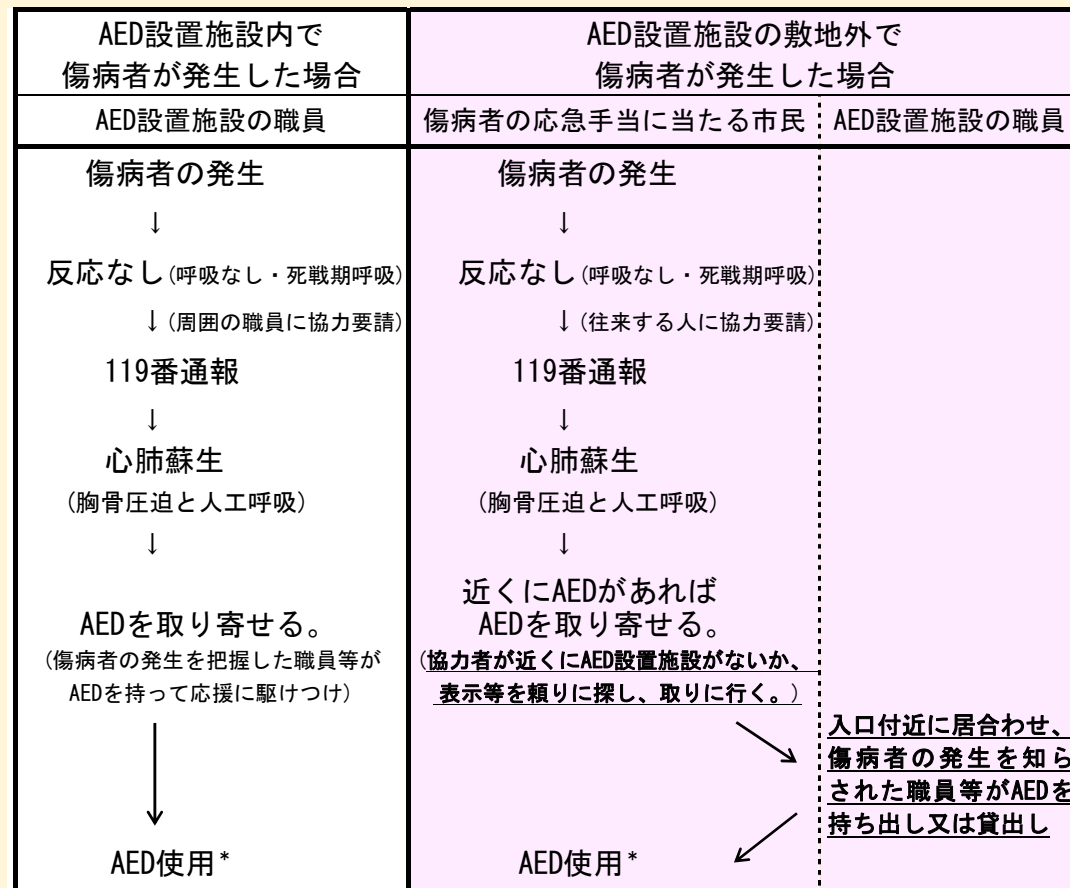 AED設置施設内で
傷病者が発生した場合
AED設置施設の敷地外で
傷病者が発生した場合
AED設置施設の職員
傷病者の応急手当に当たる市民
AED設置施設の職員
傷病者の発生
↓
反応なし(呼吸なし・死戦期呼吸)
↓(周囲の職員に協力要請)
119番通報
↓
心肺蘇生
(胸骨圧迫と人工呼吸)
↓
AEDを取り寄せる。
(傷病者の発生を把握した職員等が
AEDを持って応援に駆けつけ)
AED使用*
傷病者の発生
↓
反応なし(呼吸なし・死戦期呼吸)
↓(往来する人に協力要請)
119番通報
↓
心肺蘇生
(胸骨圧迫と人工呼吸)
↓
近くにAEDがあれば
AEDを取り寄せる。
(協力者が近くにAED設置施設がないか、
表示等を頼りに探し、取りに行く。)
入口付近に居合わせ、
傷病者の発生を知ら
された職員等がAEDを
持ち出し又は貸出し
AED使用*